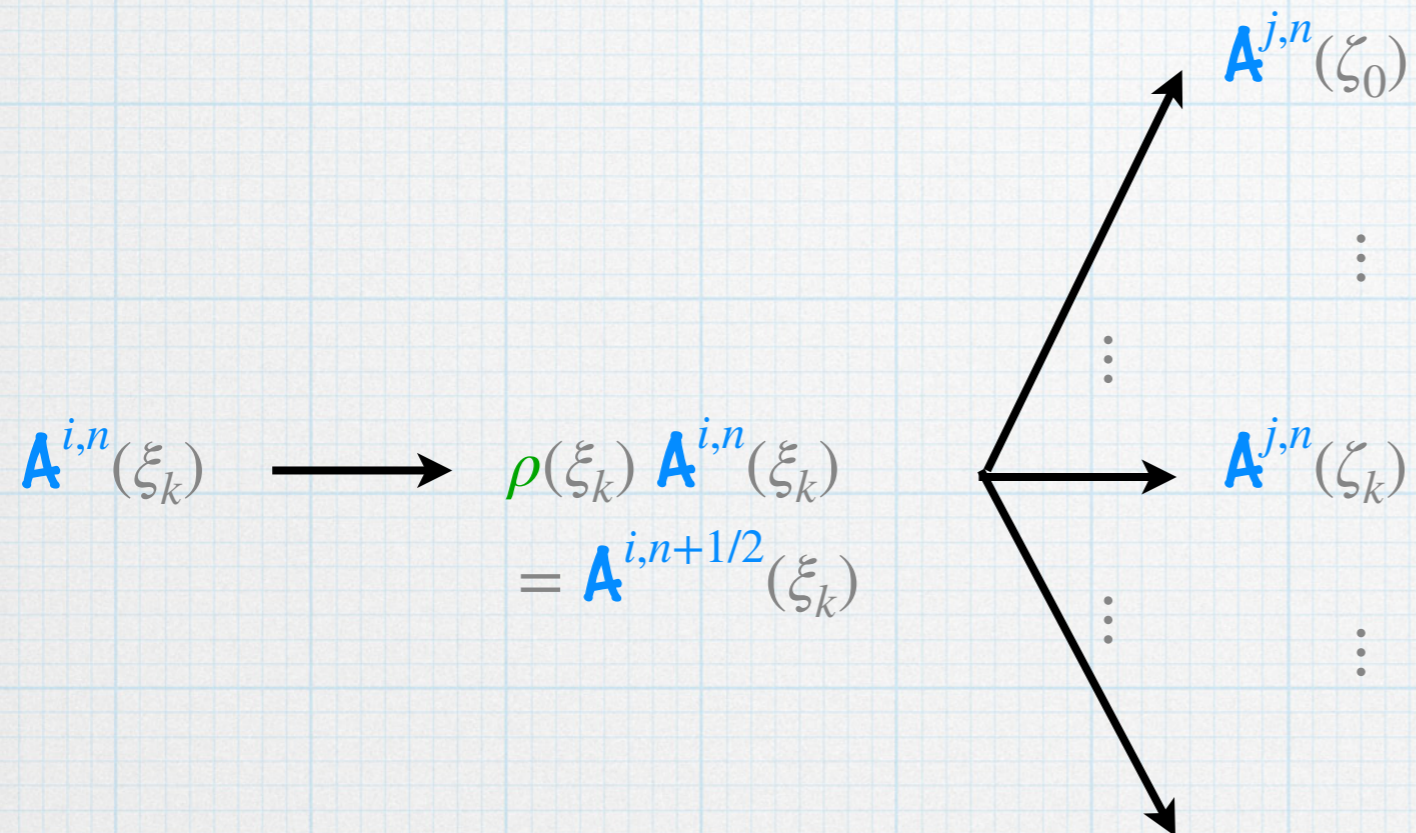 A^{j,n}(ζ_0)
⋮
⋮
A^{i,n}(ξ_k) → ρ(ξ_k) A^{i,n}(ξ_k) → A^{j,n}(ζ_k)
= A^{i,n+1/2}(ξ_k)
⋮
⋮